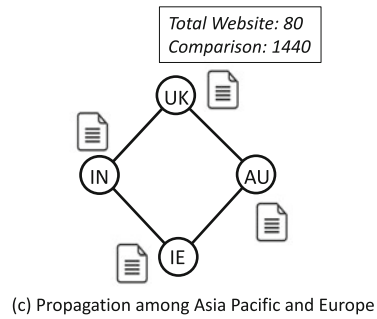 Total Website: 80
Comparison: 1440
UK
IN
AU
IE
(c) Propagation among Asia Pacific and Europe